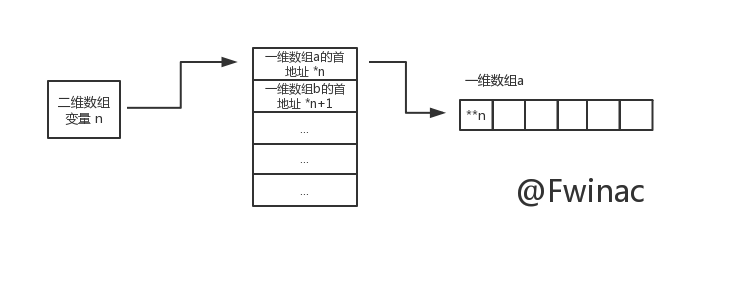 二维数组
变量 n
一维数组a的首
地址 *n
一维数组b的首
地址 *n+1
...
...
...
一维数组a
**n
@Fwinac